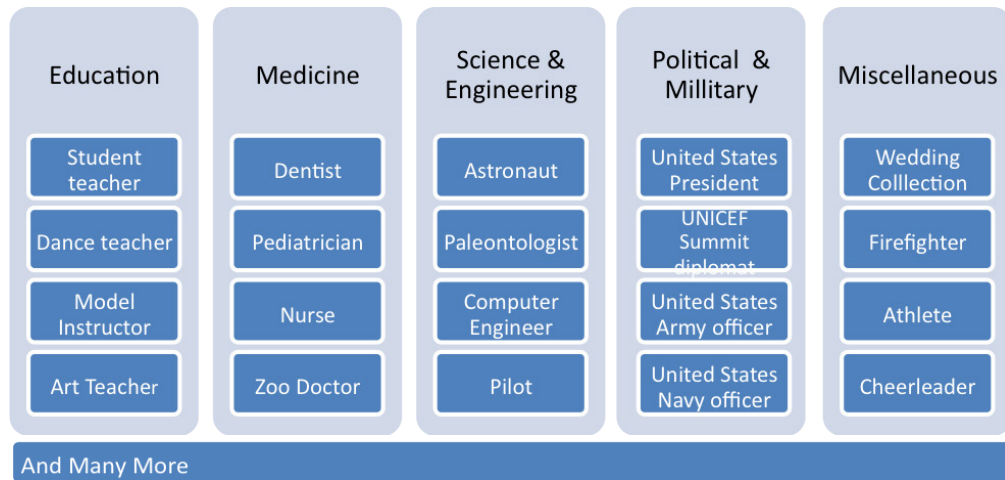 Education
Student
teacher
Dance teacher
Model
Instructor
Art Teacher
Medicine
Dentist
Pediatrician
Nurse
Zoo Doctor
Science &
Engineering
Astronaut
Paleontologist
Computer
Engineer
Pilot
Political &
Millitary
United States
President
UNICEF
Summit
diplomat
United States
Army officer
United States
Navy officer
Miscellaneous
Wedding
Colllection
Firefighter
Athlete
Cheerleader
And Many More